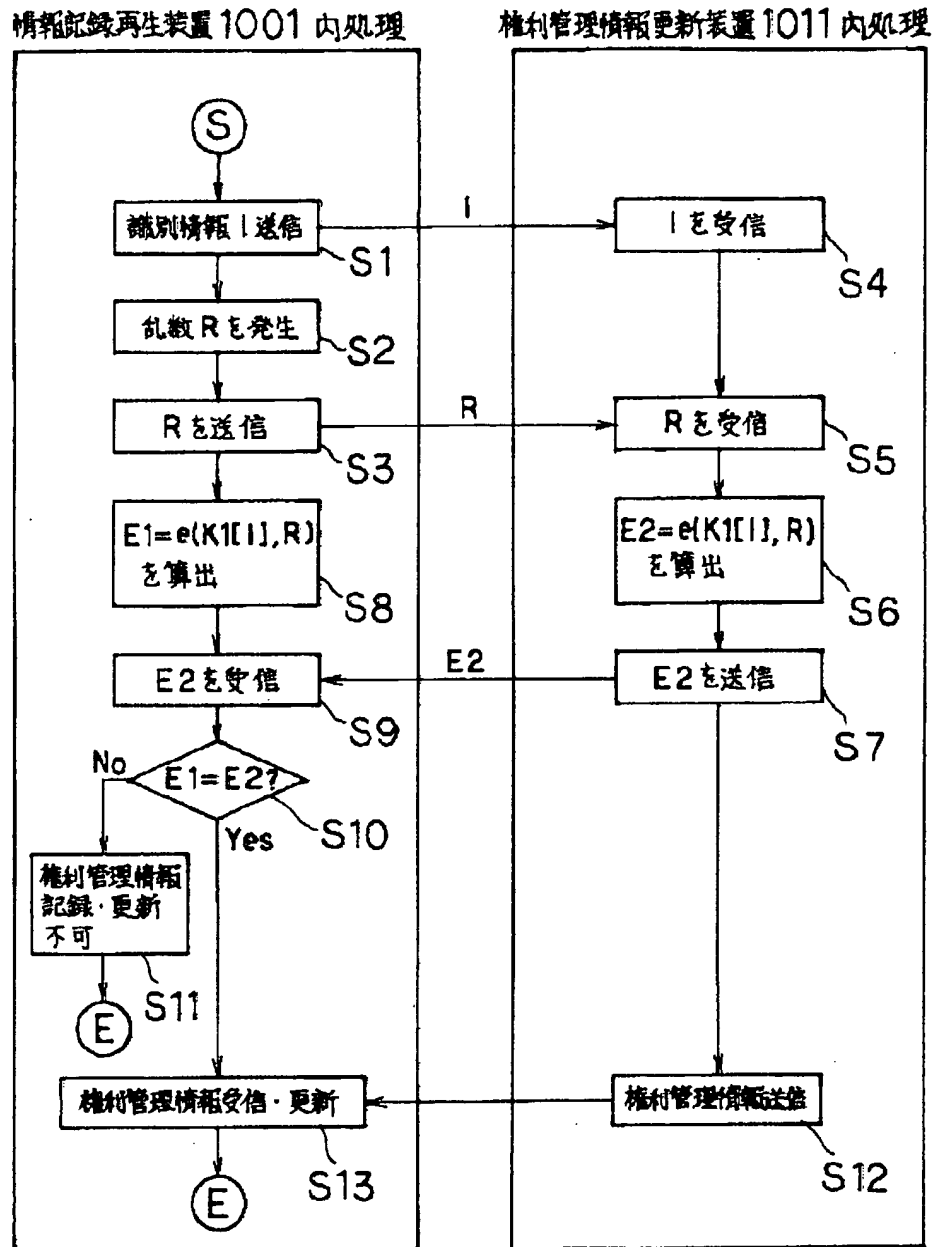 情報記録再生装置1001内処理
権利管理情報更新装置1011内処理
S
識別情報I送信
S1
I
Iを受信
S4
乱数Rを発生
S2
Rを送信
S3
R
Rを受信
S5
E1=e(K1[I],R)
を算出
S8
E2=e(K1[I],R)
を算出
S6
E2を受信
S9
E2
E2を送信
S7
E1=E2?
S10
No
Yes
権利管理情報
記録・更新
不可
S11
E
権利管理情報受信・更新
S13
権利管理情報送信
S12
E